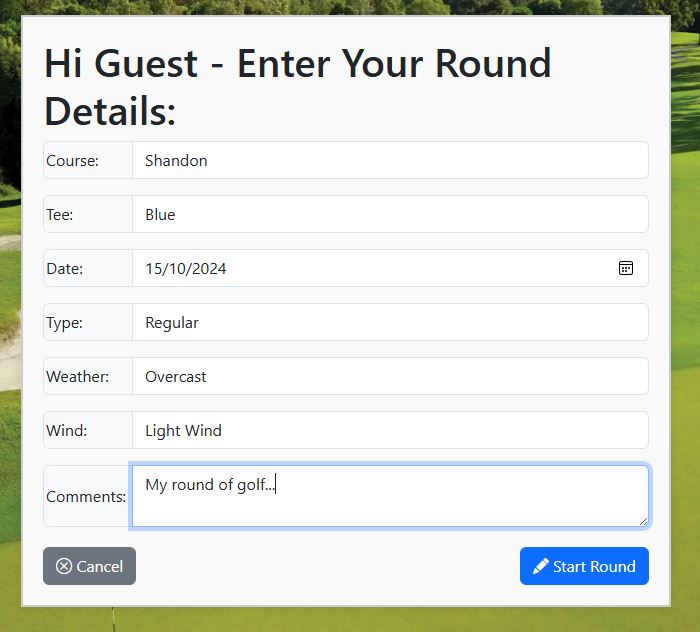 Hi Guest - Enter Your Round
Details:
Course: Shandon
Tee: Blue
Date: 15/10/2024
Type: Regular
Weather: Overcast
Wind: Light Wind
Comments: My round of golf...
Cancel Start Round